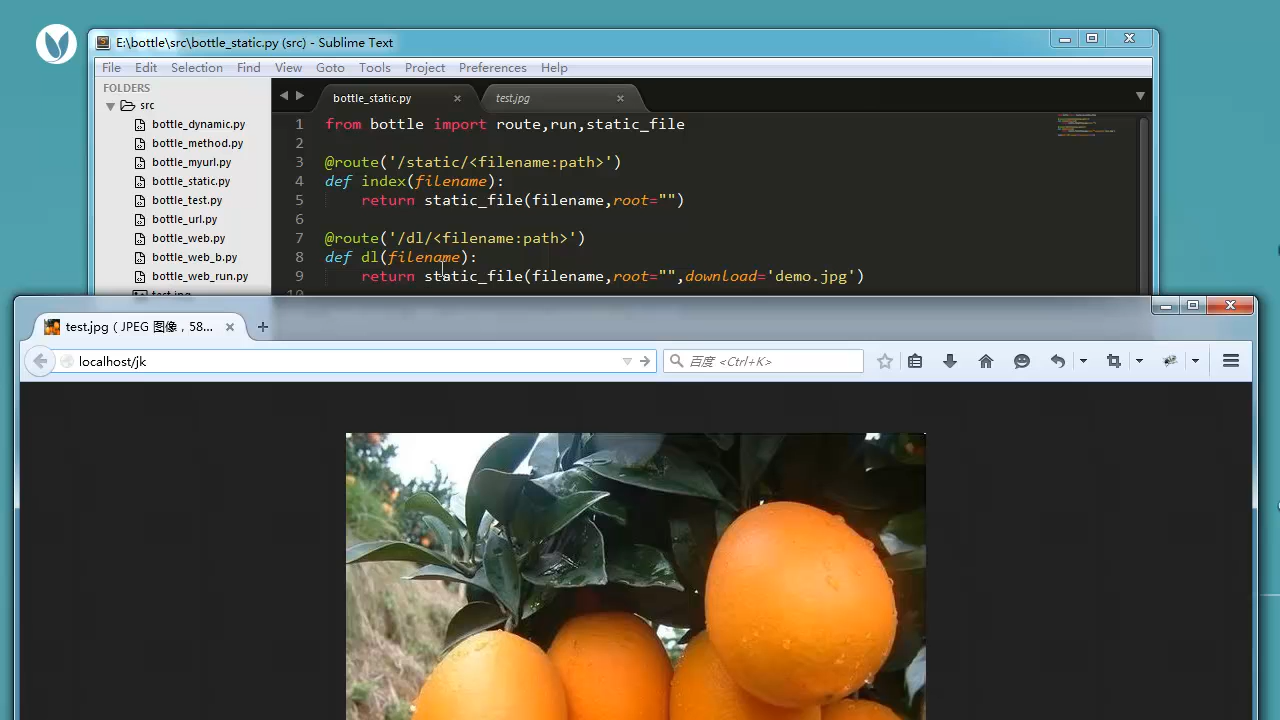 E:\bottle\src\bottle_static.py (src) - Sublime Text
File Edit Selection Find View Goto Tools Project Preferences Help
FOLDERS
src
bottle_dynamic.py
bottle_method.py
bottle_myurl.py
bottle_static.py
bottle_test.py
bottle_url.py
bottle_web.py
bottle_web_b.py
bottle_web_run.py
test.jpg
bottle_static.py test.jpg
1 from bottle import route,run,static_file
2
3 @route('/static/<filename:path>')
4 def index(filename):
5 return static_file(filename,root="")
6
7 @route('/dl/<filename:path>')
8 def dl(filename):
9 return static_file(filename,root="",download='demo.jpg')
10
test.jpg ( JPEG 图像，58...
localhost/jk
百度 <Ctrl+K>